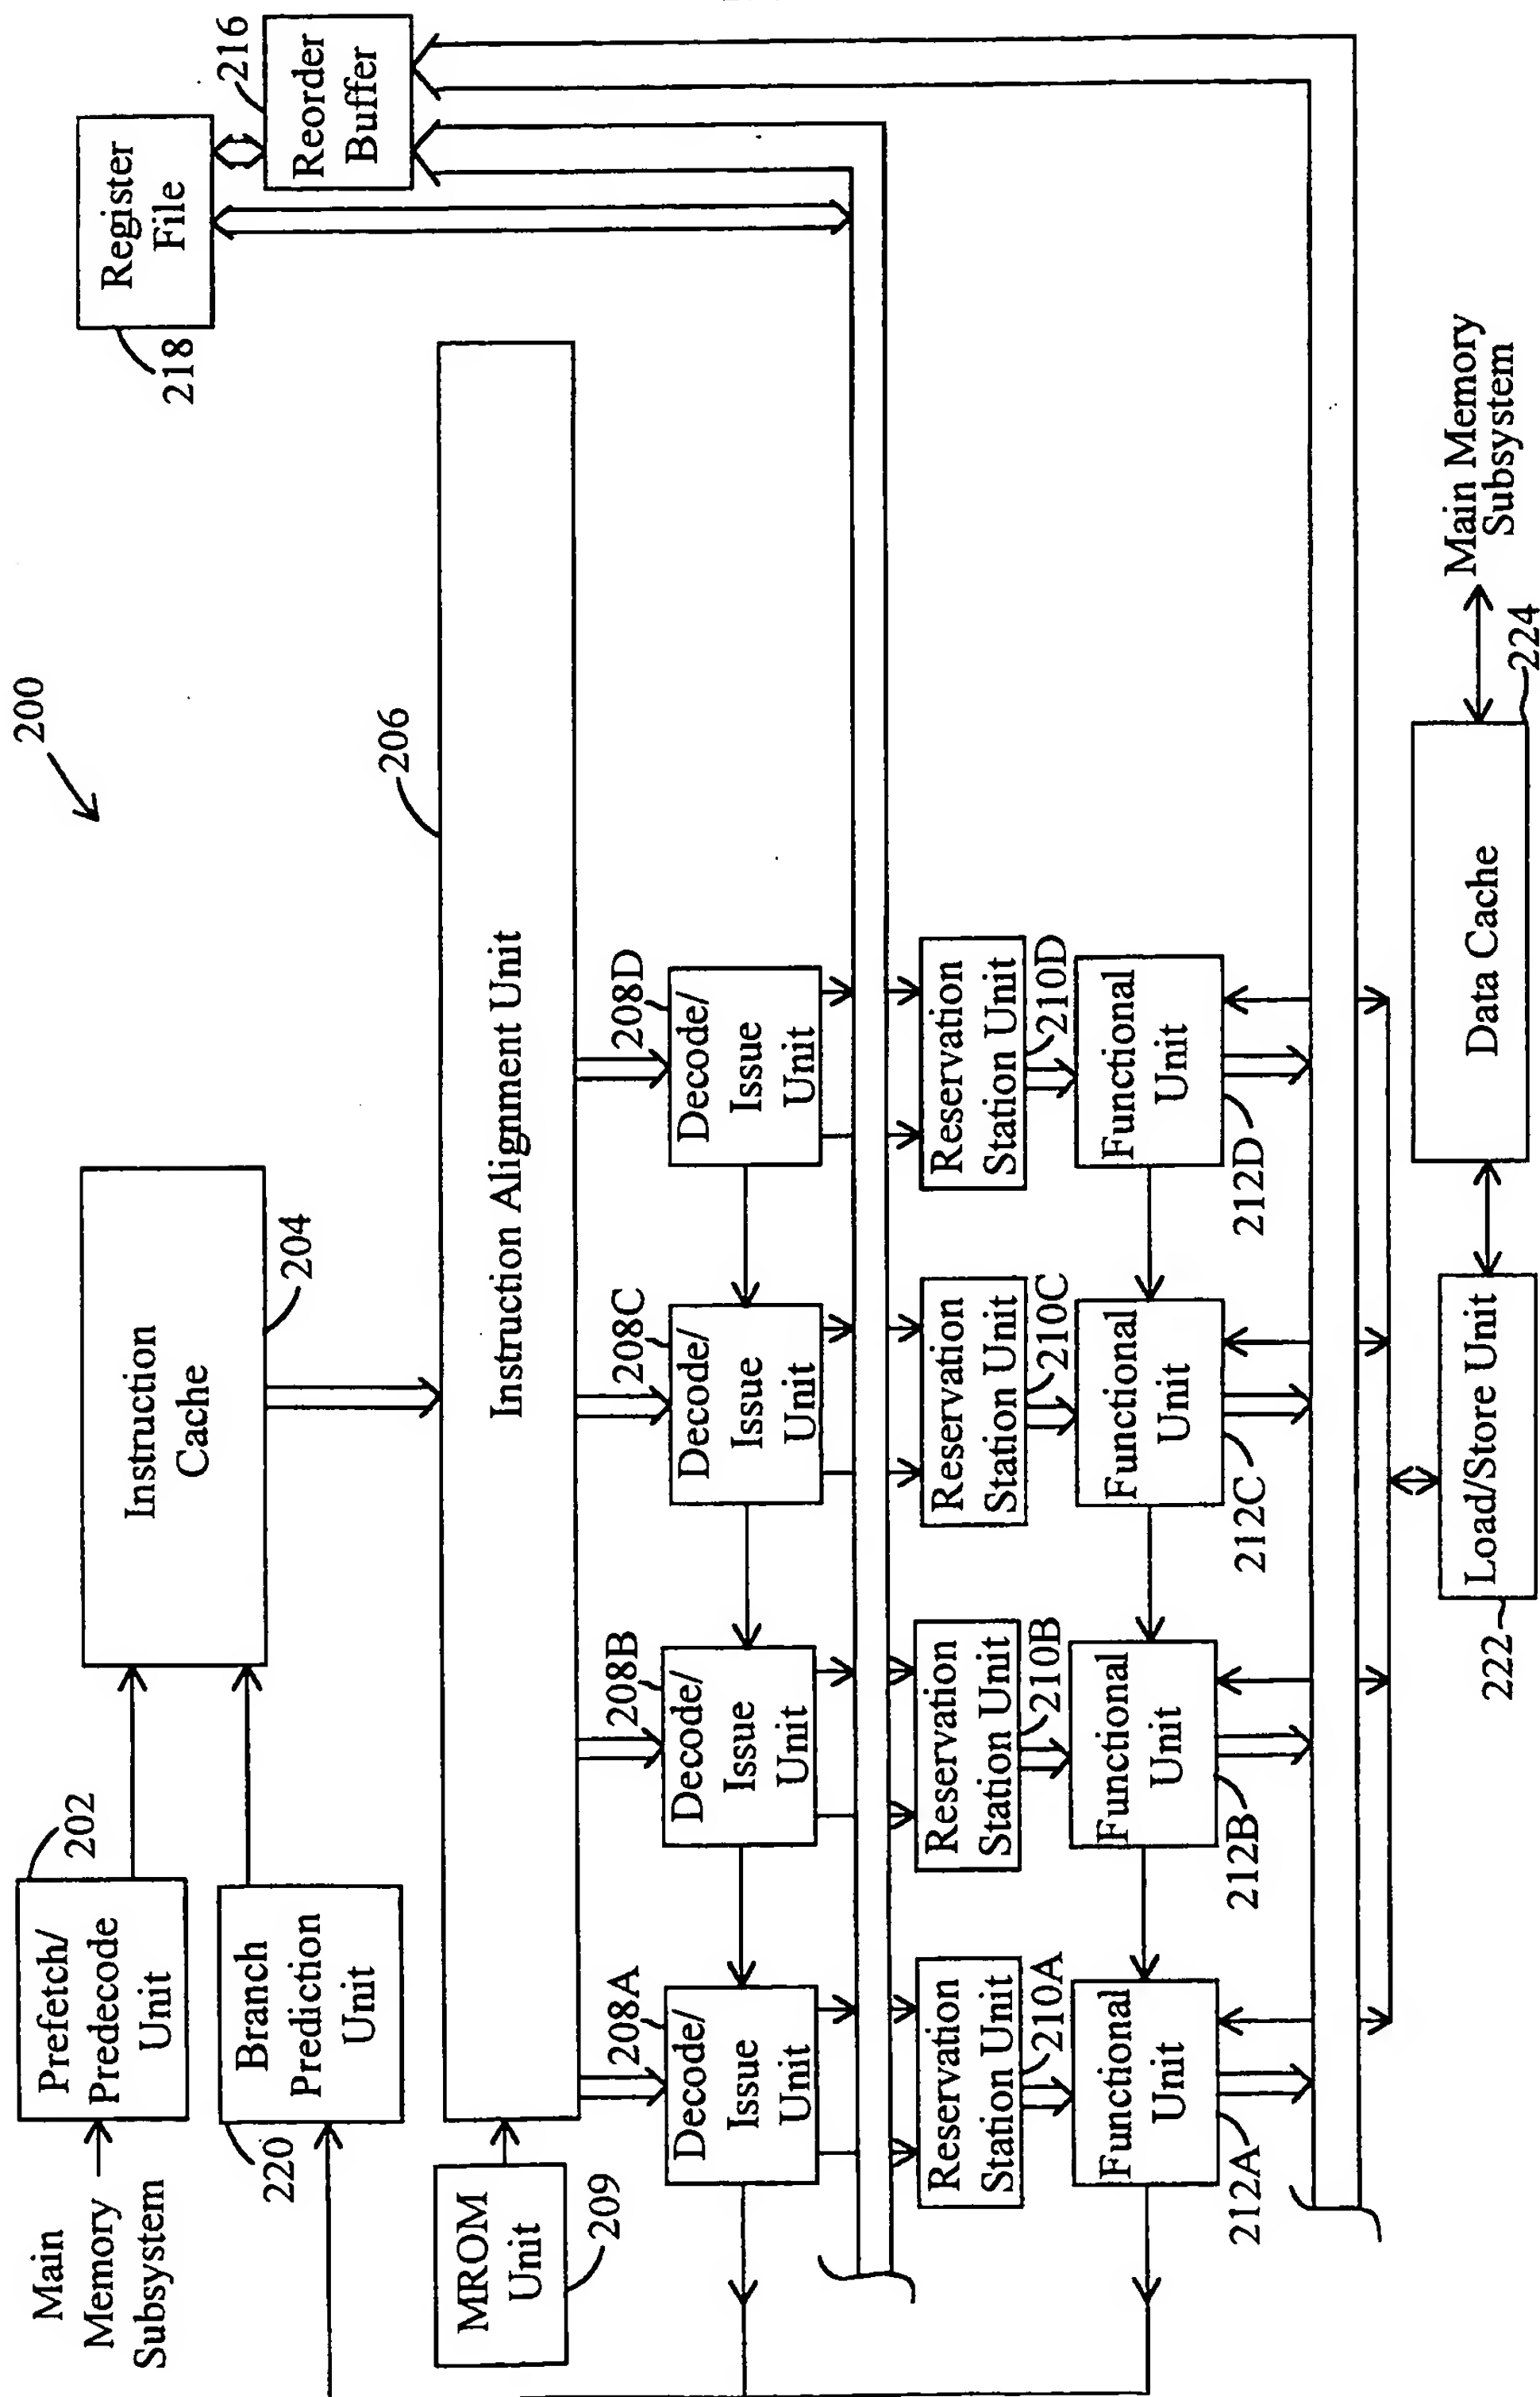 200
Main
Memory
Subsystem
Prefetch/
Predecode
Unit
202
Branch
Prediction
Unit
220
Instruction
Cache
204
Register
File
218
Reorder
Buffer
216
MROM
Unit
209
Instruction Alignment Unit
206
Decode/
Issue
Unit
208A
Decode/
Issue
Unit
208B
Decode/
Issue
Unit
208C
Decode/
Issue
Unit
208D
Reservation
Station Unit
210A
Reservation
Station Unit
210B
Reservation
Station Unit
210C
Reservation
Station Unit
210D
Functional
Unit
212A
Functional
Unit
212B
Functional
Unit
212C
Functional
Unit
212D
Load/Store Unit
222
Data Cache
224
Main Memory
Subsystem